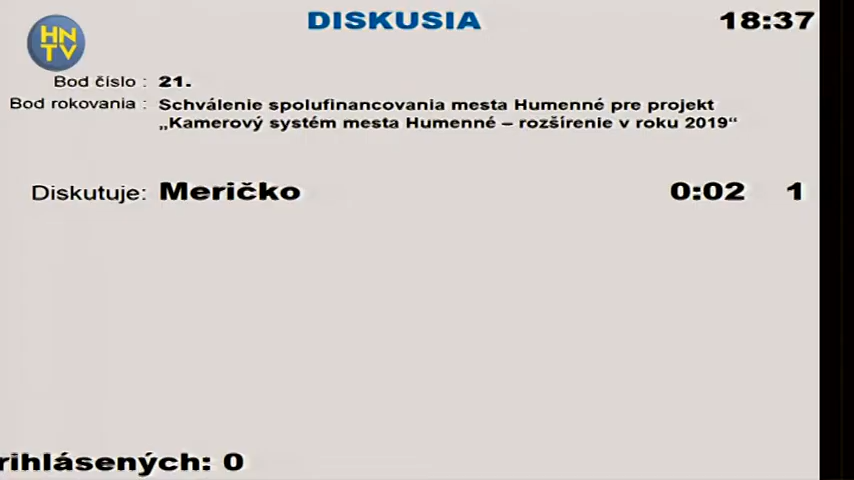 HN
TV
DISKUSIA 18:37
Bod číslo : 21.
Bod rokovania : Schválenie spolufinancovania mesta Humenné pre projekt
„Kamerový systém mesta Humenné – rozšírenie v roku 2019“
Diskutuje: Meričko 0:02 1
rihlásených: 0